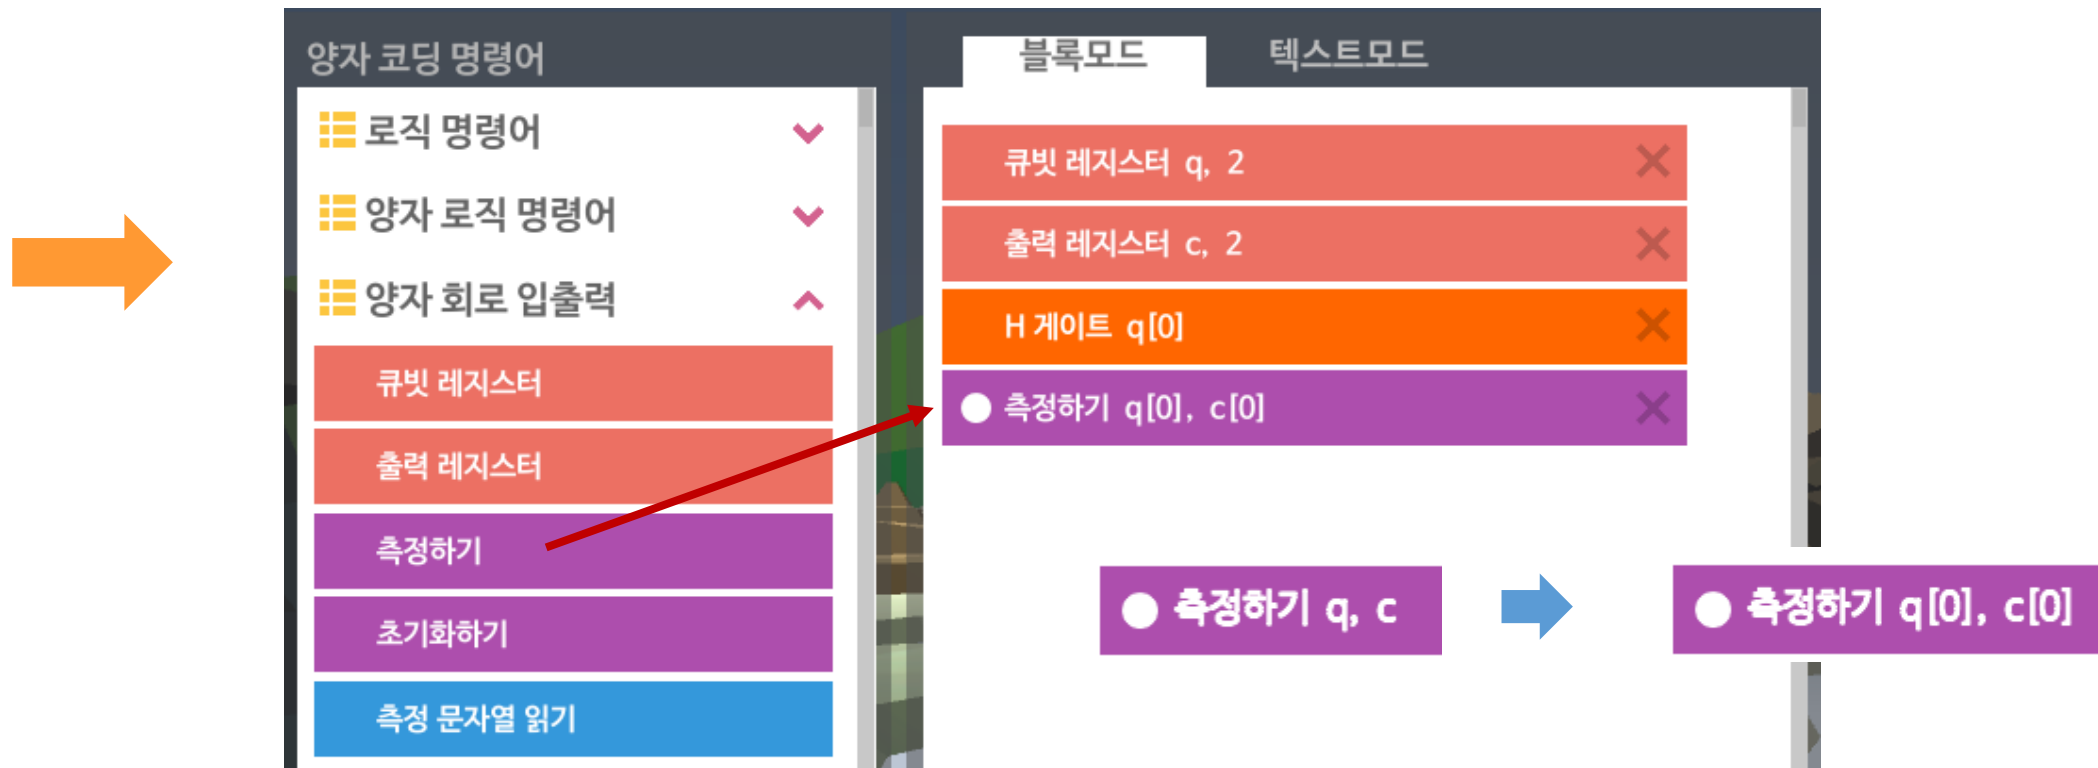 양자 코딩 명령어
로직 명령어
양자 로직 명령어
양자 회로 입출력
큐빗 레지스터
출력 레지스터
측정하기
초기화하기
측정 문자열 읽기
블록모드
텍스트모드
큐빗 레지스터 q, 2
출력 레지스터 c, 2
H 게이트 q[0]
측정하기 q[0], c[0]
측정하기 q, c
측정하기 q[0], c[0]